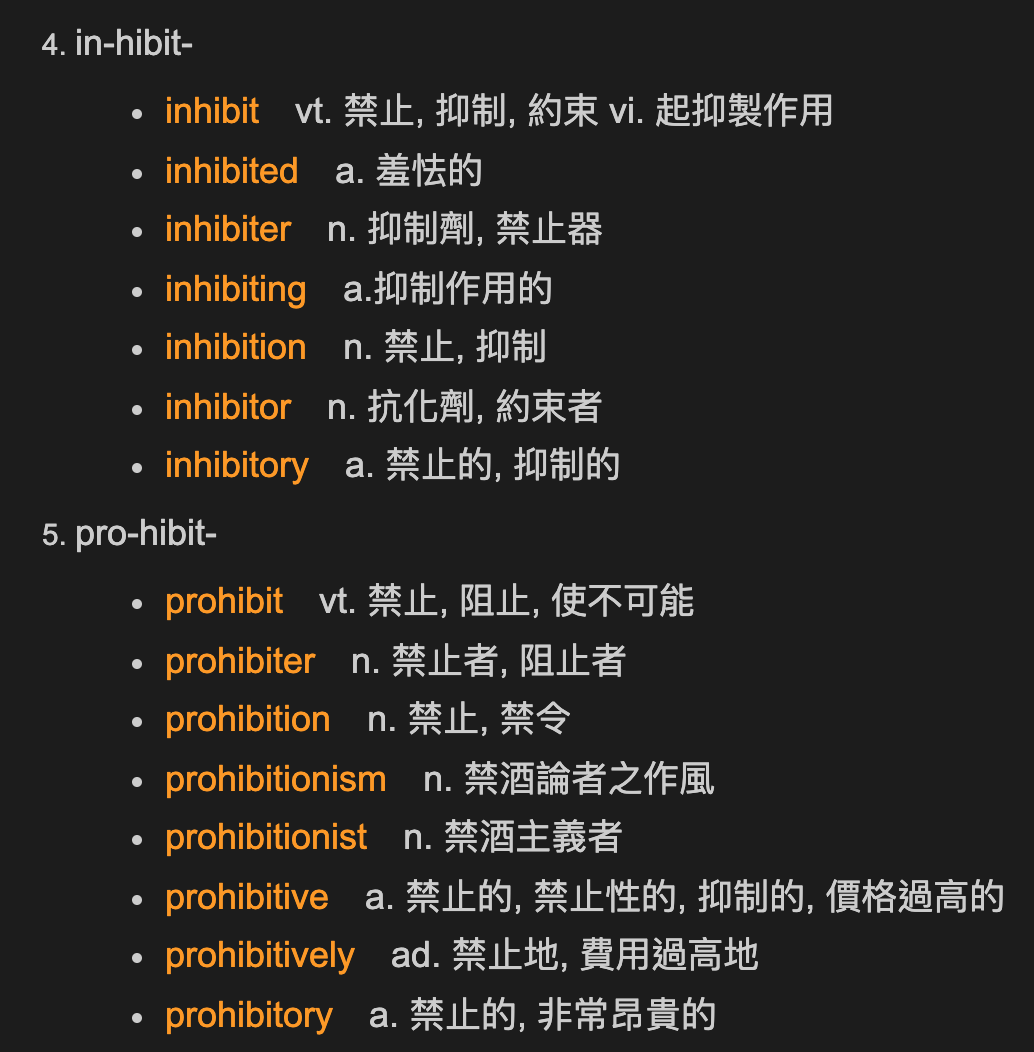 4. in-hibit-
• inhibit vt. 禁止, 抑制, 約束 vi. 起抑製作用
• inhibited a. 羞怯的
• inhibiter n. 抑制劑, 禁止器
• inhibiting a.抑制作用的
• inhibition n. 禁止, 抑制
• inhibitor n. 抗化劑, 約束者
• inhibitory a. 禁止的, 抑制的
5. pro-hibit-
• prohibit vt. 禁止, 阻止, 使不可能
• prohibiter n. 禁止者, 阻止者
• prohibition n. 禁止, 禁令
• prohibitionism n. 禁酒論者之作風
• prohibitionist n. 禁酒主義者
• prohibitive a. 禁止的, 禁止性的, 抑制的, 價格過高的
• prohibitively ad. 禁止地, 費用過高地
• prohibitory a. 禁止的, 非常昂貴的